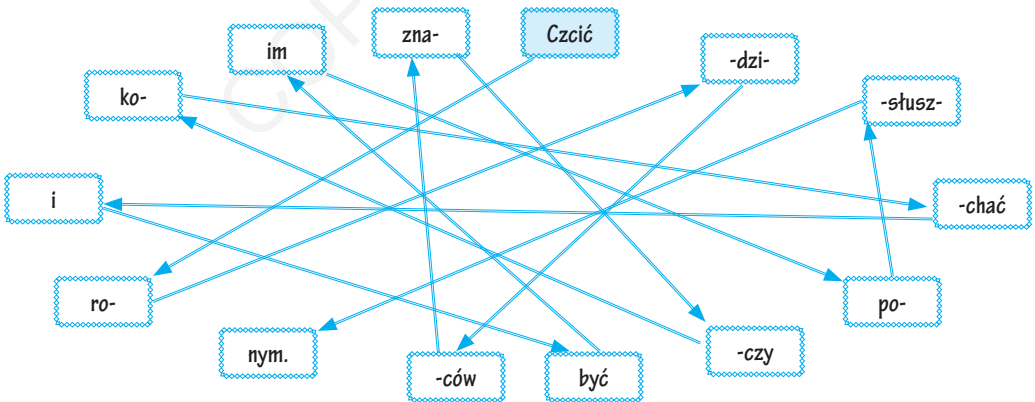 zna-
Czcić
im
-dzi-
ko-
-słusz-
i
-chać
ro-
po-
nym.
-czy
-ców
być